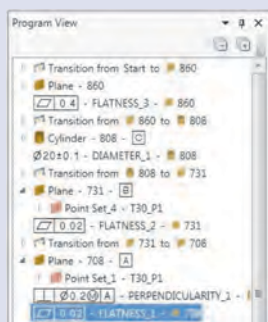 Program View
Transition from Start to 860
Plane - 860
0.4 - FLATNESS_3 - 860
Transition from 860 to 808
Cylinder - 808 - C
Ø20±0.1 - DIAMETER_1 - 808
Transition from 808 to 731
Plane - 731 - B
Point Set_4 - T30_P1
0.02 - FLATNESS_2 - 731
Transition from 731 to 708
Plane - 708 - A
Point Set_1 - T30_P1
⊥ Ø0.2Ⓜ A - PERPENDICULARITY_1 -
0.02 - FLATNESS_1 - 708